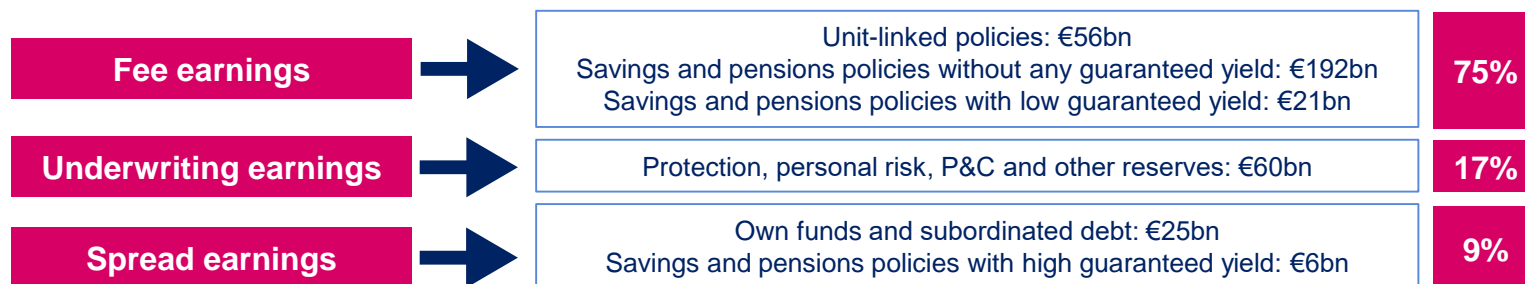 Fee earnings
Unit-linked policies: €56bn
Savings and pensions policies without any guaranteed yield: €192bn
Savings and pensions policies with low guaranteed yield: €21bn
75%
Underwriting earnings
Protection, personal risk, P&C and other reserves: €60bn
17%
Spread earnings
Own funds and subordinated debt: €25bn
Savings and pensions policies with high guaranteed yield: €6bn
9%